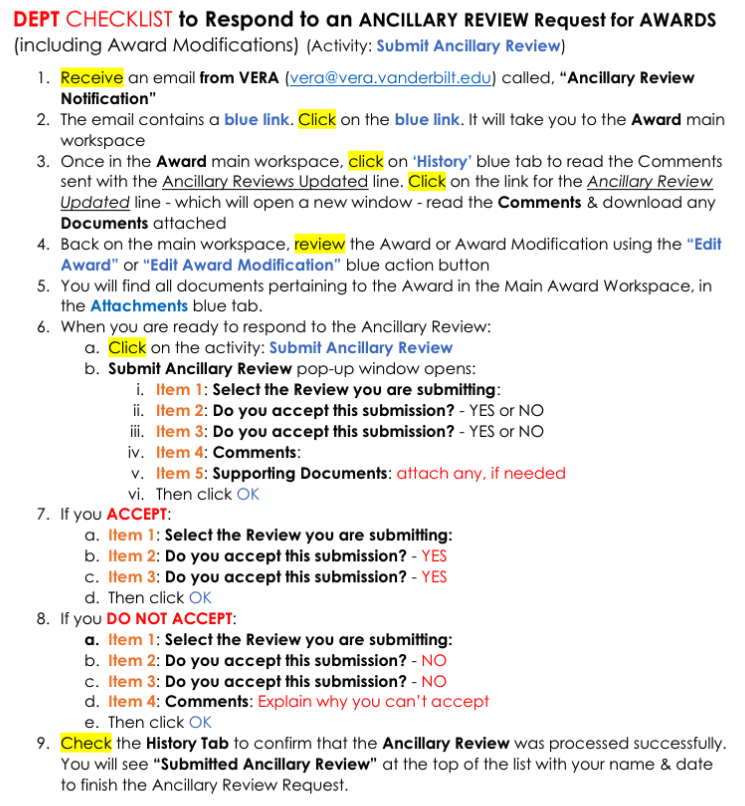 DEPT CHECKLIST to Respond to an ANCILLARY REVIEW Request for AWARDS
(including Award Modifications) (Activity: Submit Ancillary Review)
1. Receive an email from VERA (vera@vera.vanderbilt.edu) called, “Ancillary Review
Notification”
2. The email contains a blue link. Click on the blue link. It will take you to the Award main
workspace
3. Once in the Award main workspace, click on ‘History’ blue tab to read the Comments
sent with the Ancillary Reviews Updated line. Click on the link for the Ancillary Review
Updated line - which will open a new window - read the Comments & download any
Documents attached
4. Back on the main workspace, review the Award or Award Modification using the “Edit
Award” or “Edit Award Modification” blue action button
5. You will find all documents pertaining to the Award in the Main Award Workspace, in
the Attachments blue tab.
6. When you are ready to respond to the Ancillary Review:
a. Click on the activity: Submit Ancillary Review
b. Submit Ancillary Review pop-up window opens:
i. Item 1: Select the Review you are submitting:
ii. Item 2: Do you accept this submission? - YES or NO
iii. Item 3: Do you accept this submission? - YES or NO
iv. Item 4: Comments:
v. Item 5: Supporting Documents: attach any, if needed
vi. Then click OK
7. If you ACCEPT:
a. Item 1: Select the Review you are submitting:
b. Item 2: Do you accept this submission? - YES
c. Item 3: Do you accept this submission? - YES
d. Then click OK
8. If you DO NOT ACCEPT:
a. Item 1: Select the Review you are submitting:
b. Item 2: Do you accept this submission? - NO
c. Item 3: Do you accept this submission? - NO
d. Item 4: Comments: Explain why you can’t accept
e. Then click OK
9. Check the History Tab to confirm that the Ancillary Review was processed successfully.
You will see “Submitted Ancillary Review” at the top of the list with your name & date
to finish the Ancillary Review Request.